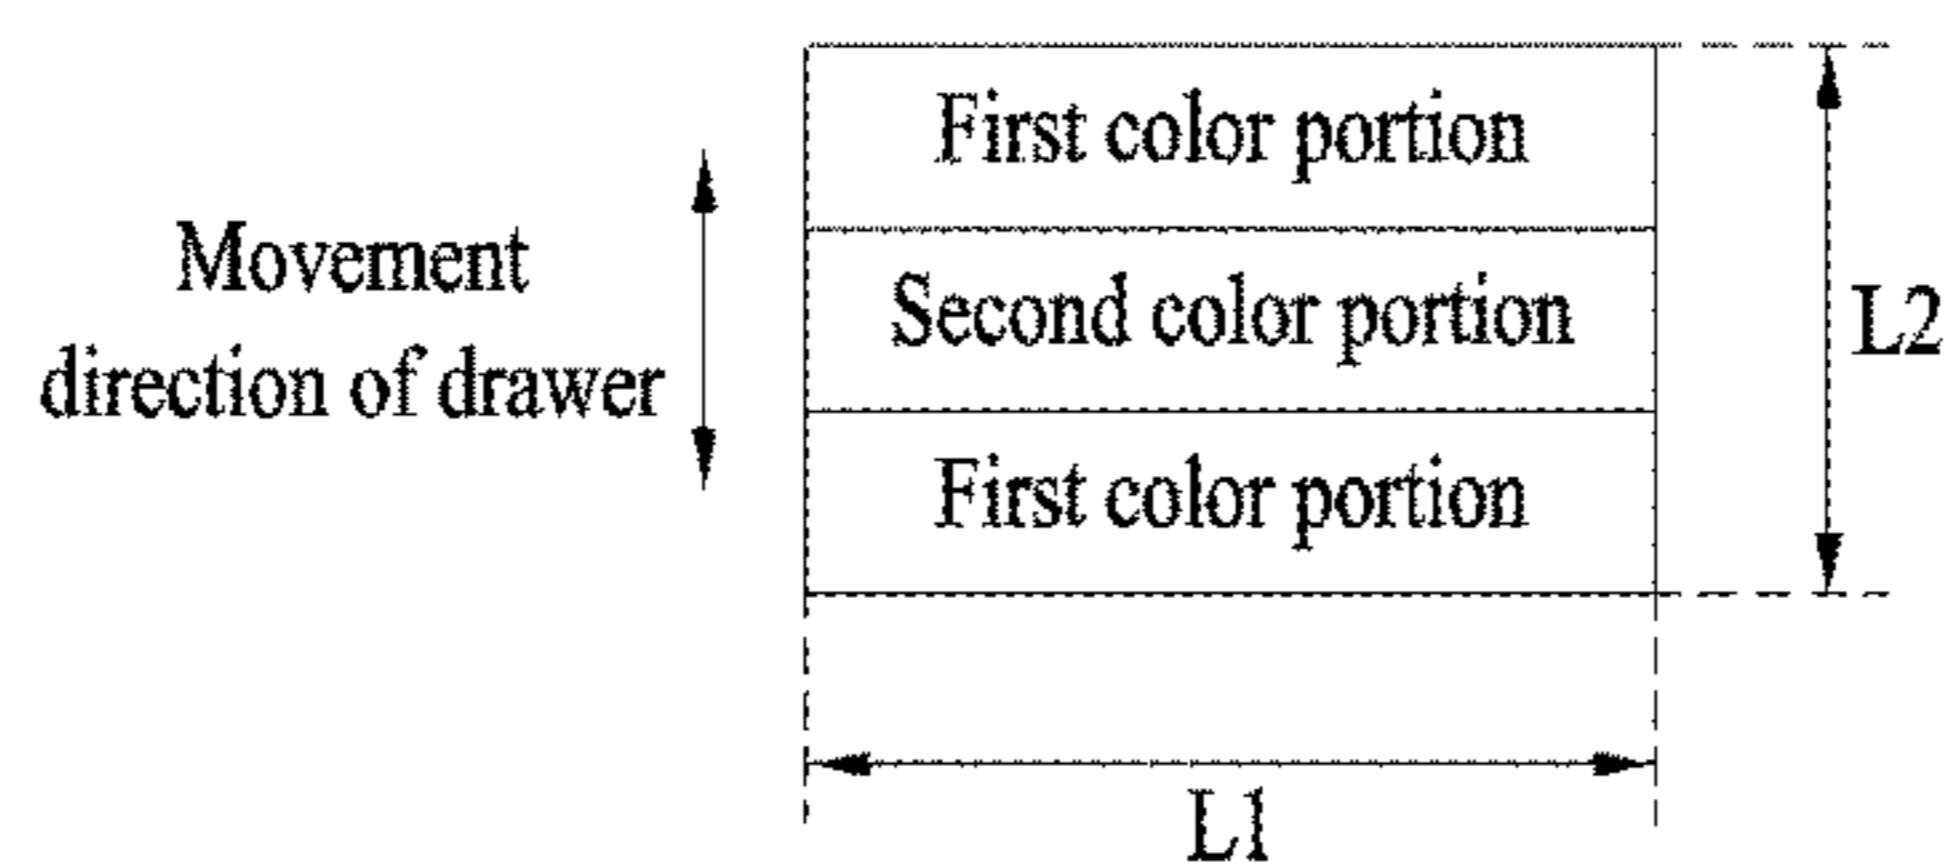 First color portion
Movement
direction of drawer
Second color portion
L2
First color portion
L1